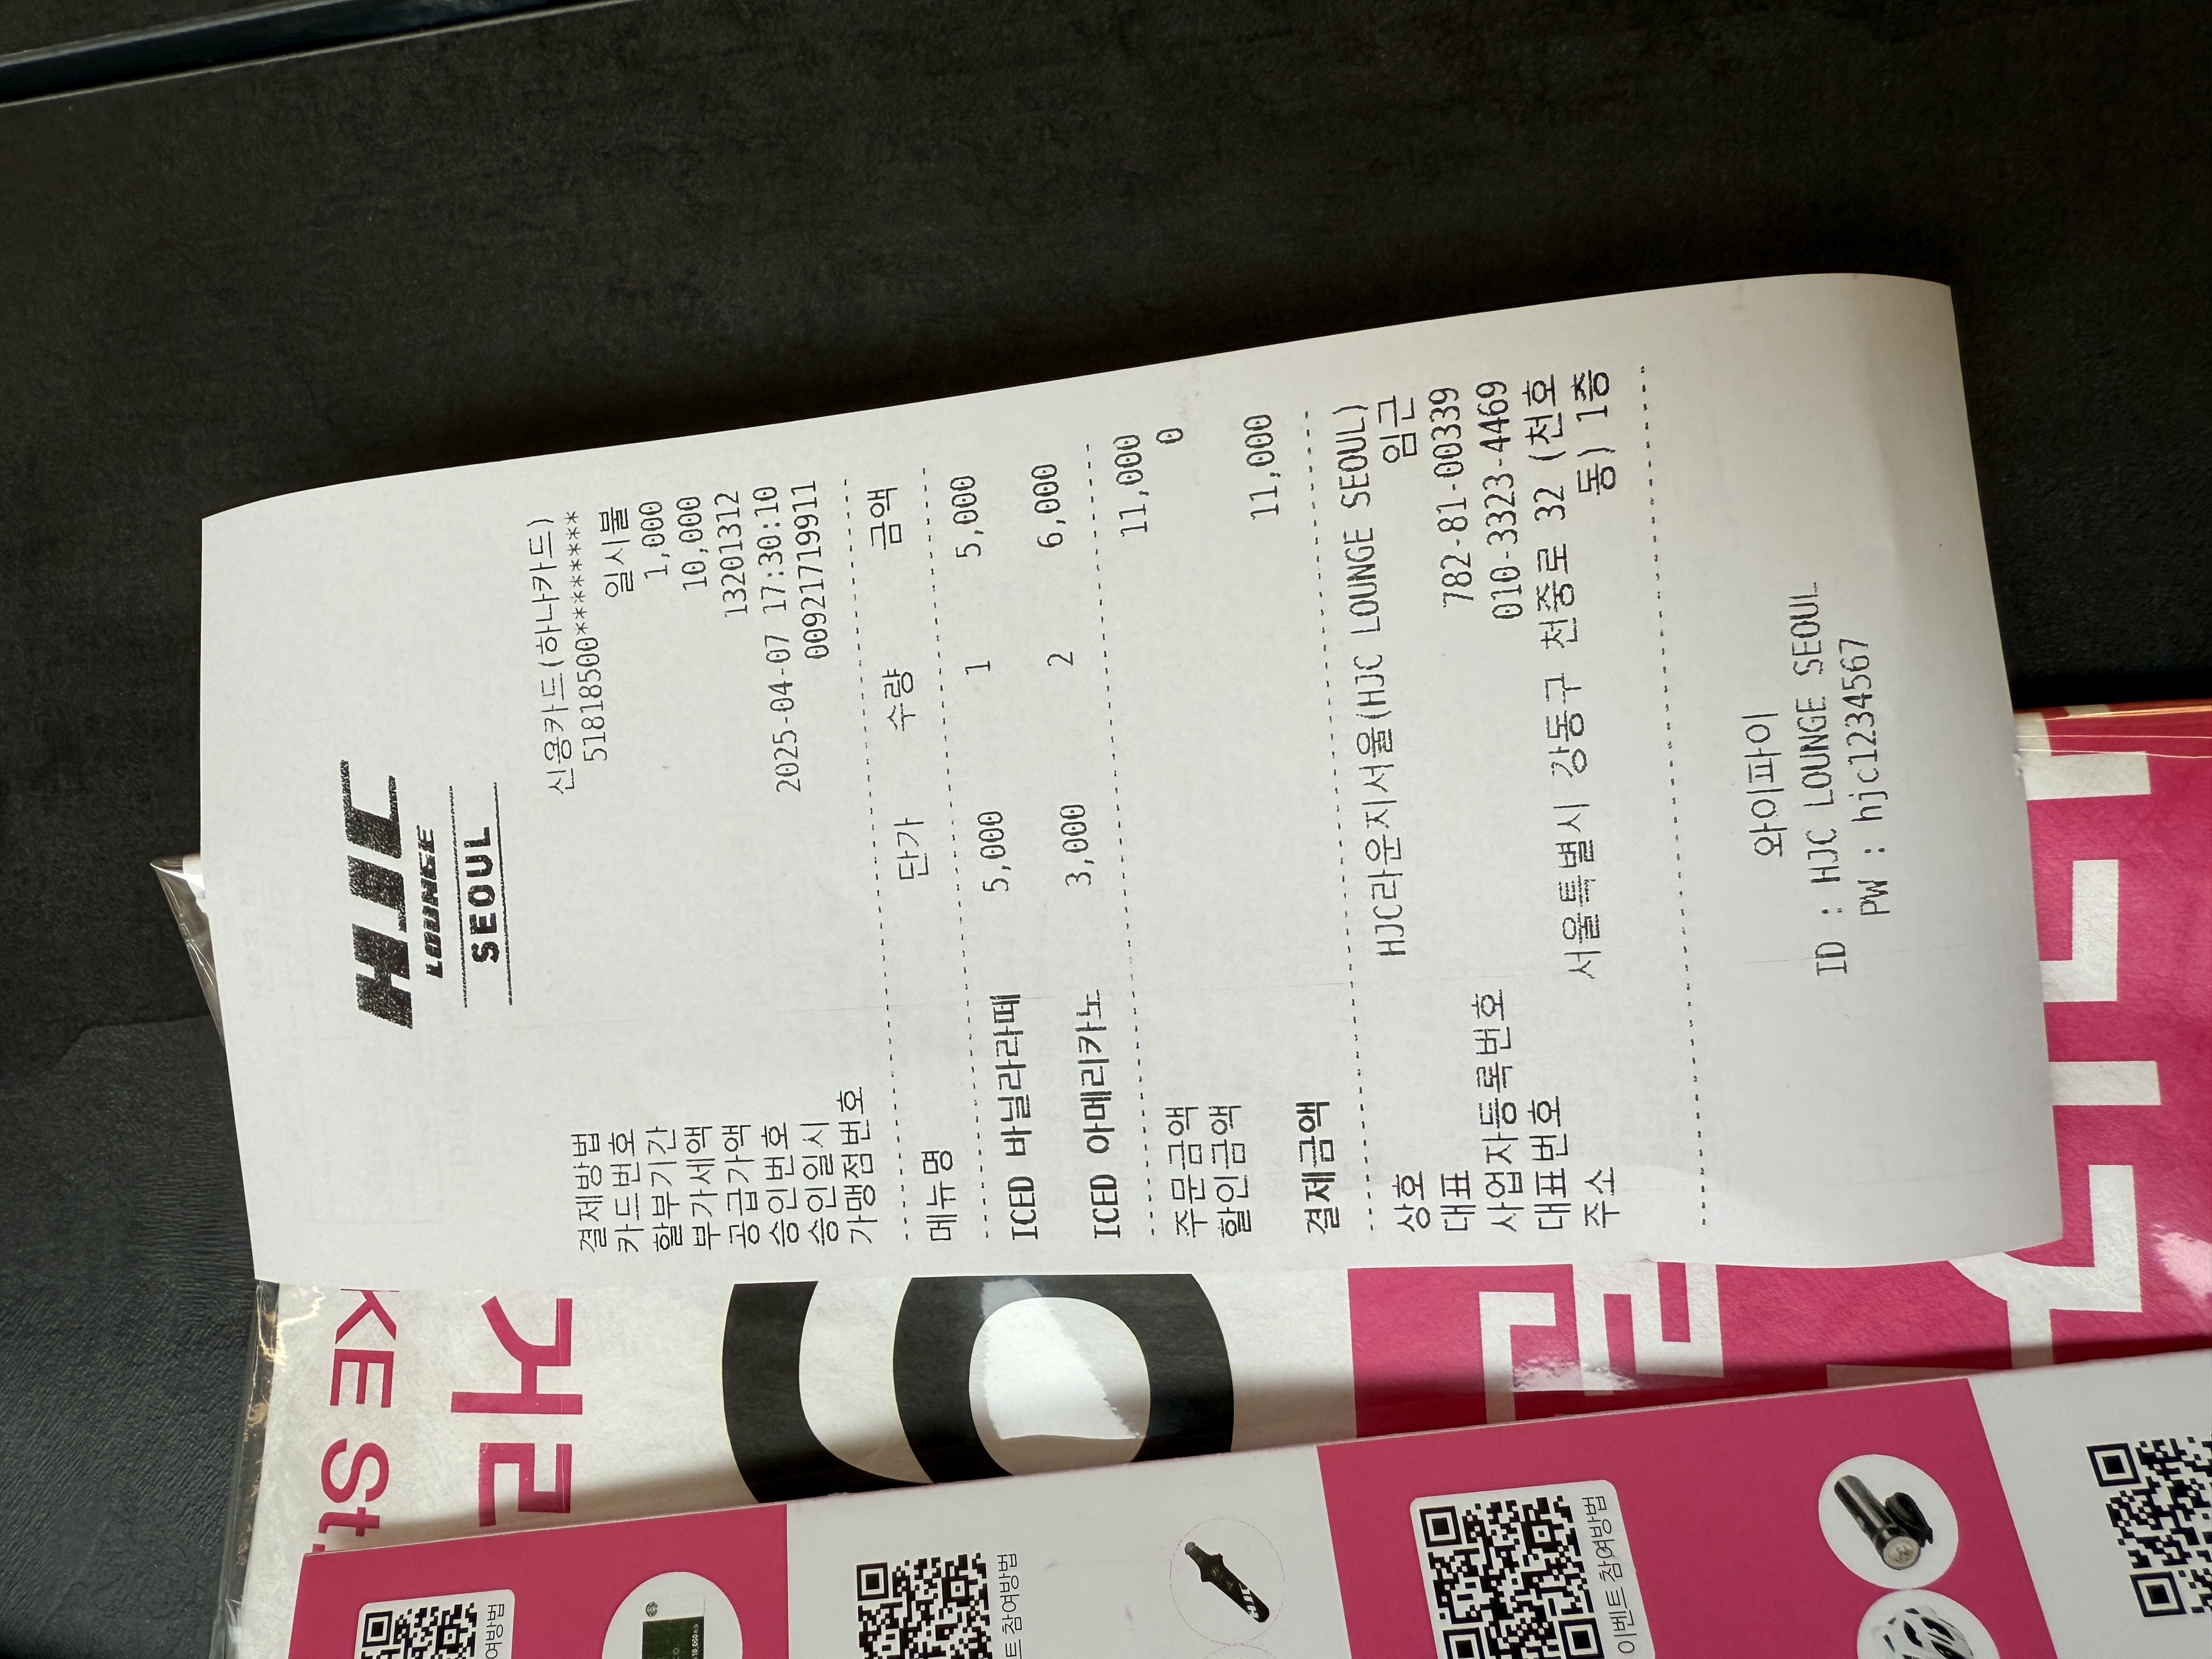 HJC
LOUNGE
SEOUL
결제방법 신용카드(하나카드)
카드번호 51818500********
할부기간 일시불
부가세액 1,000
공급가액 10,000
승인번호 13201312
승인일시 2025-04-07 17:30:10
가맹점번호 00921719911
메뉴명 단가 수량 금액
ICED 바닐라라떼 5,000 1 5,000
ICED 아메리카노 3,000 2 6,000
주문금액 11,000
할인금액 0
결제금액 11,000
상호 HJC라운지서울(HJC LOUNGE SEOUL)
대표 임근
사업자등록번호 782-81-00339
대표번호 010-3323-4469
주소 서울특별시 강동구 천중로 32 (천호
동) 1층
와이파이
ID : HJC LOUNGE SEOUL
PW : hjc1234567
KE St
거리
이벤트 참여방법